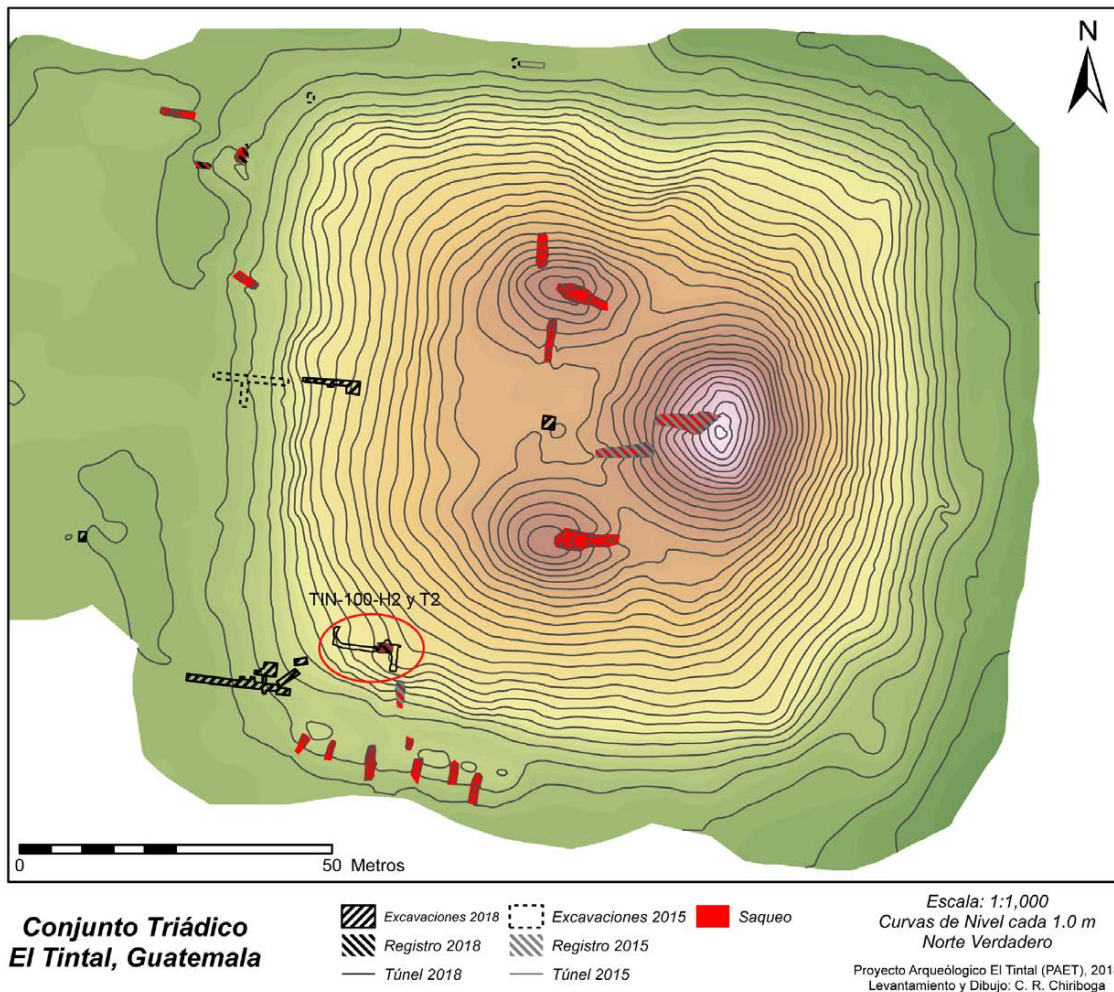 N
TIN-100-H2 y T2
0 50 Metros
Conjunto Triádico
El Tintal, Guatemala
Excavaciones 2018
Registro 2018
Túnel 2018
Excavaciones 2015
Registro 2015
Túnel 2015
Saqueo
Escala: 1:1,000
Curvas de Nivel cada 1.0 m
Norte Verdadero
Proyecto Arqueólogico El Tintal (PAET), 201
Levantamiento y Dibujo: C. R. Chiriboga